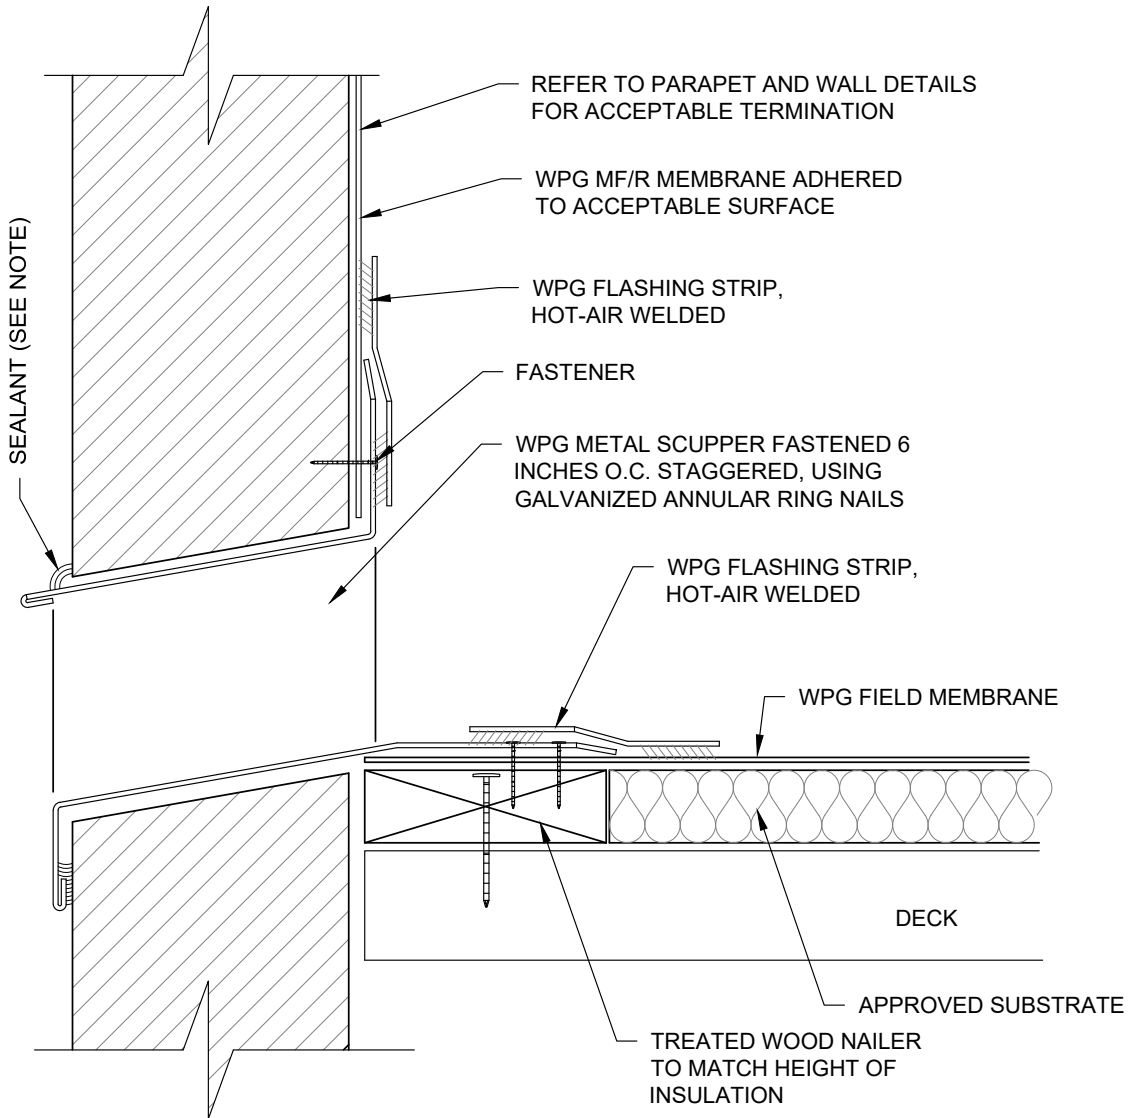 REFER TO PARAPET AND WALL DETAILS
FOR ACCEPTABLE TERMINATION
WPG MF/R MEMBRANE ADHERED
TO ACCEPTABLE SURFACE
SEALANT (SEE NOTE)
WPG FLASHING STRIP,
HOT-AIR WELDED
FASTENER
WPG METAL SCUPPER FASTENED 6
INCHES O.C. STAGGERED, USING
GALVANIZED ANNULAR RING NAILS
WPG FLASHING STRIP,
HOT-AIR WELDED
WPG FIELD MEMBRANE
DECK
APPROVED SUBSTRATE
TREATED WOOD NAILER
TO MATCH HEIGHT OF
INSULATION